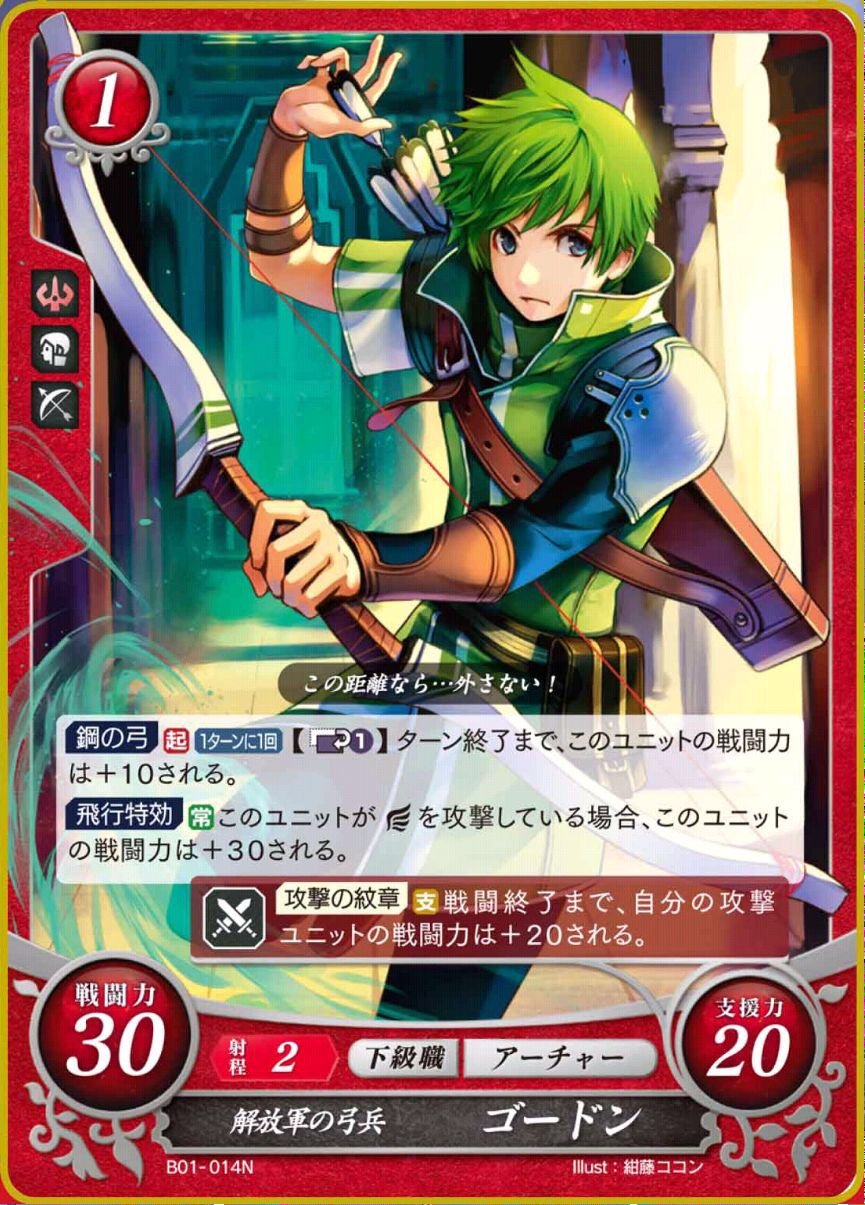 1
この距離なら…外さない！
鋼の弓 起 1ターンに1回 【 1】ターン終了まで、このユニットの戦闘力
は＋10される。
飛行特効 常 このユニットが を攻撃している場合、このユニット
の戦闘力は＋30される。
攻撃の紋章 支 戦闘終了まで、自分の攻撃
ユニットの戦闘力は＋20される。
戦闘力
30
射程 2 下級職 アーチャー
支援力
20
解放軍の弓兵 ゴードン
B01-014N Illust：紺藤ココン